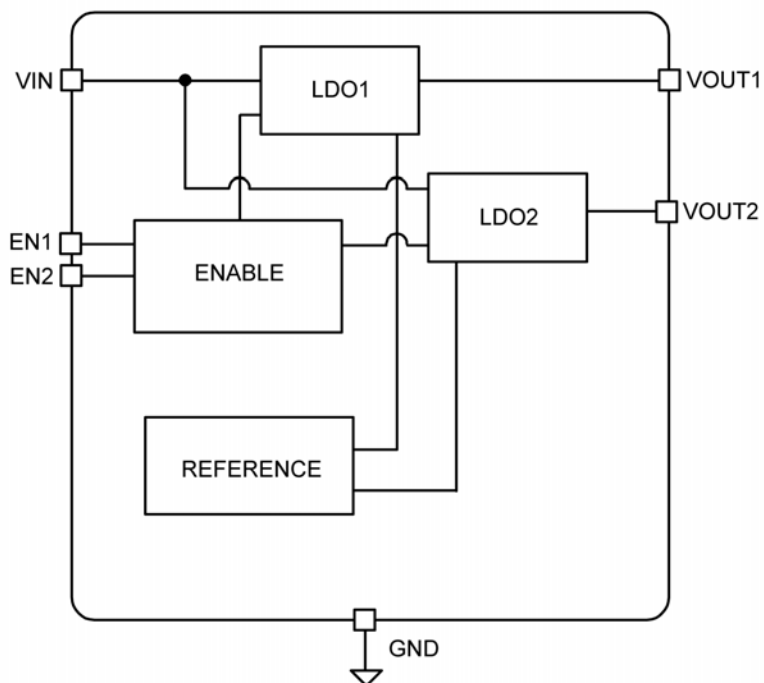 VIN
LDO1
VOUT1
LDO2
VOUT2
EN1
EN2
ENABLE
REFERENCE
GND